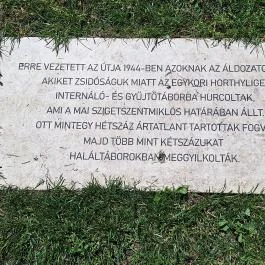 ERRE VEZETETT AZ ÚTJA 1944-BEN AZOKNAK AZ
AKIKET ZSIDÓSÁGUK MIATT AZ EGYKORI HORTHYLIGE
INTERNÁLÓ- ÉS GYŰJTŐTÁBORBA HURCOLTAK,
AMI A MAI SZIGETSZENTMIKLÓS HATÁRÁBAN ÁLLT.
OTT MINTEGY HÉTSZÁZ ÁRTATLANT TARTOTTAK FOGV
MAJD TÖBB MINT KÉTSZÁZUKAT
HALÁLTÁBOROKBAN MEGGYILKOLTÁK.